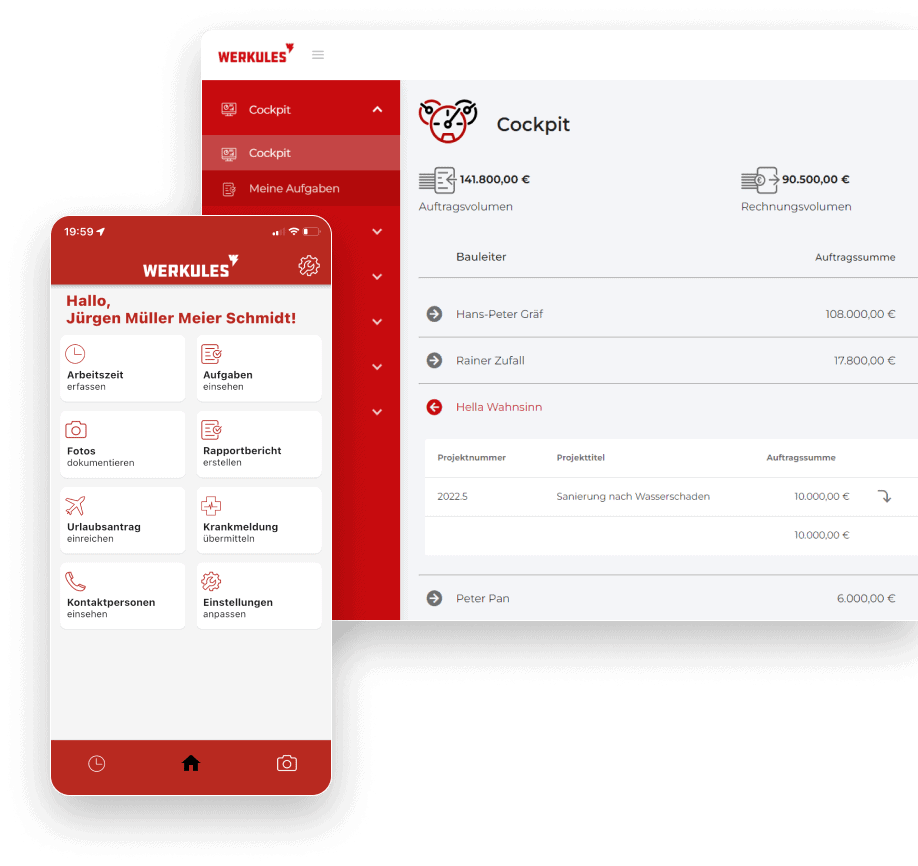 WERKULES
Cockpit
Cockpit
Meine Aufgaben
Cockpit
141.800,00 €
Auftragsvolumen
90.500,00 €
Rechnungsvolumen
Bauleiter Auftragssumme
Hans-Peter Gräf 108.000,00 €
Rainer Zufall 17.800,00 €
Hella Wahnsinn
Projektnummer Projekttitel Auftragssumme
2022.5 Sanierung nach Wasserschaden 10.000,00 €
10.000,00 €
Peter Pan 6.000,00 €
19:59
WERKULES
Hallo,
Jürgen Müller Meier Schmidt!
Arbeitszeit
erfassen
Aufgaben
einsehen
Fotos
dokumentieren
Rapportbericht
erstellen
Urlaubsantrag
einreichen
Krankmeldung
übermitteln
Kontaktpersonen
einsehen
Einstellungen
anpassen